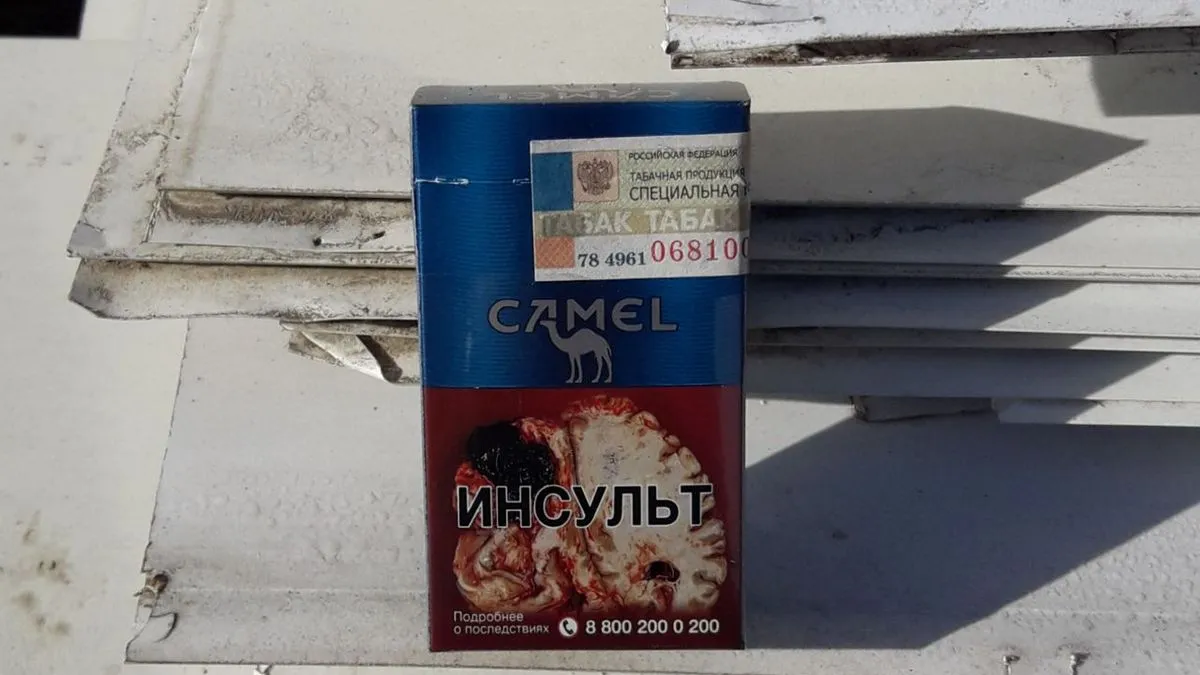 CAMEL
РОССИЙСКАЯ ФЕДЕРАЦИЯ
ТАБАЧНАЯ ПРОДУКЦИЯ
СПЕЦИАЛЬНАЯ
ТАБАК ТАБАК
78 4961 068100
CAMEL
ИНСУЛЬТ
Подробнее
о последствиях 8 800 200 0 200